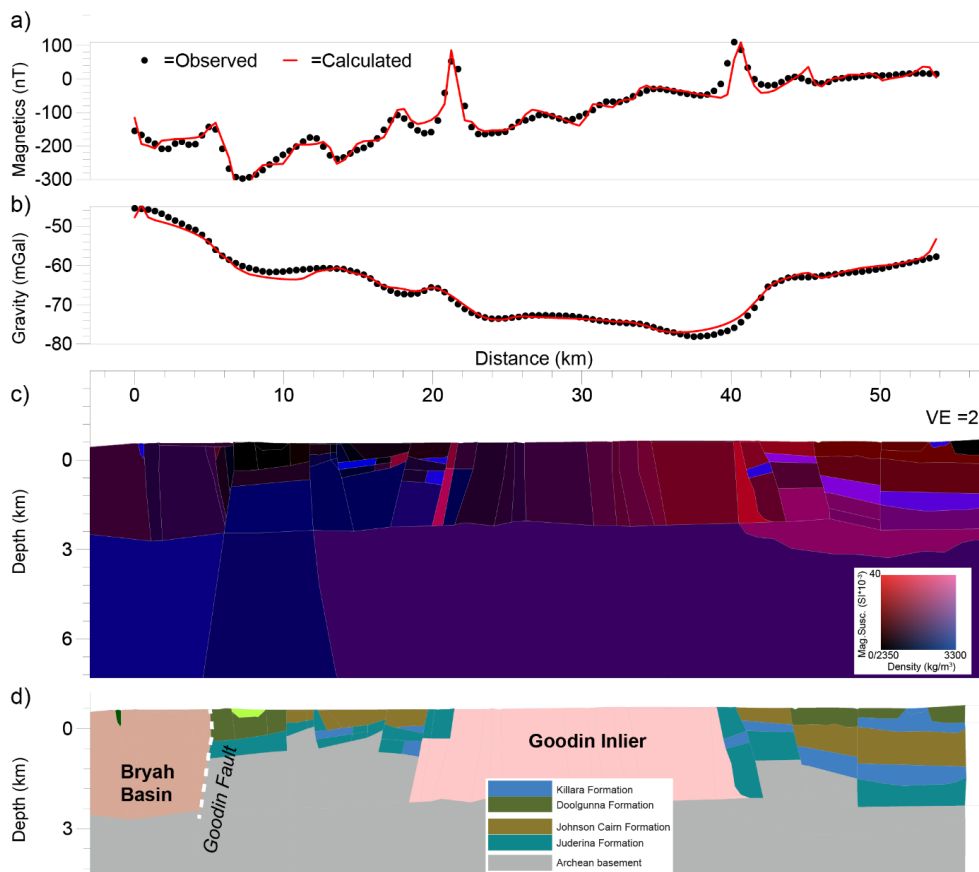 a)
100
0
-100
-200
-300
Magnetics (nT)
=Observed
=Calculated
b)
-50
-60
-70
-80
Gravity (mGal)
Distance (km)
0
10
20
30
40
50
c)
VE =2
0
3
6
Depth (km)
40
Mag.Susc. (SI*10⁻³)
0/2350
3300
Density (kg/m³)
d)
0
3
Depth (km)
Bryah
Basin
Goodin Fault
Goodin Inlier
Killara Formation
Doolgunna Formation
Johnson Cairn Formation
Juderina Formation
Archean basement